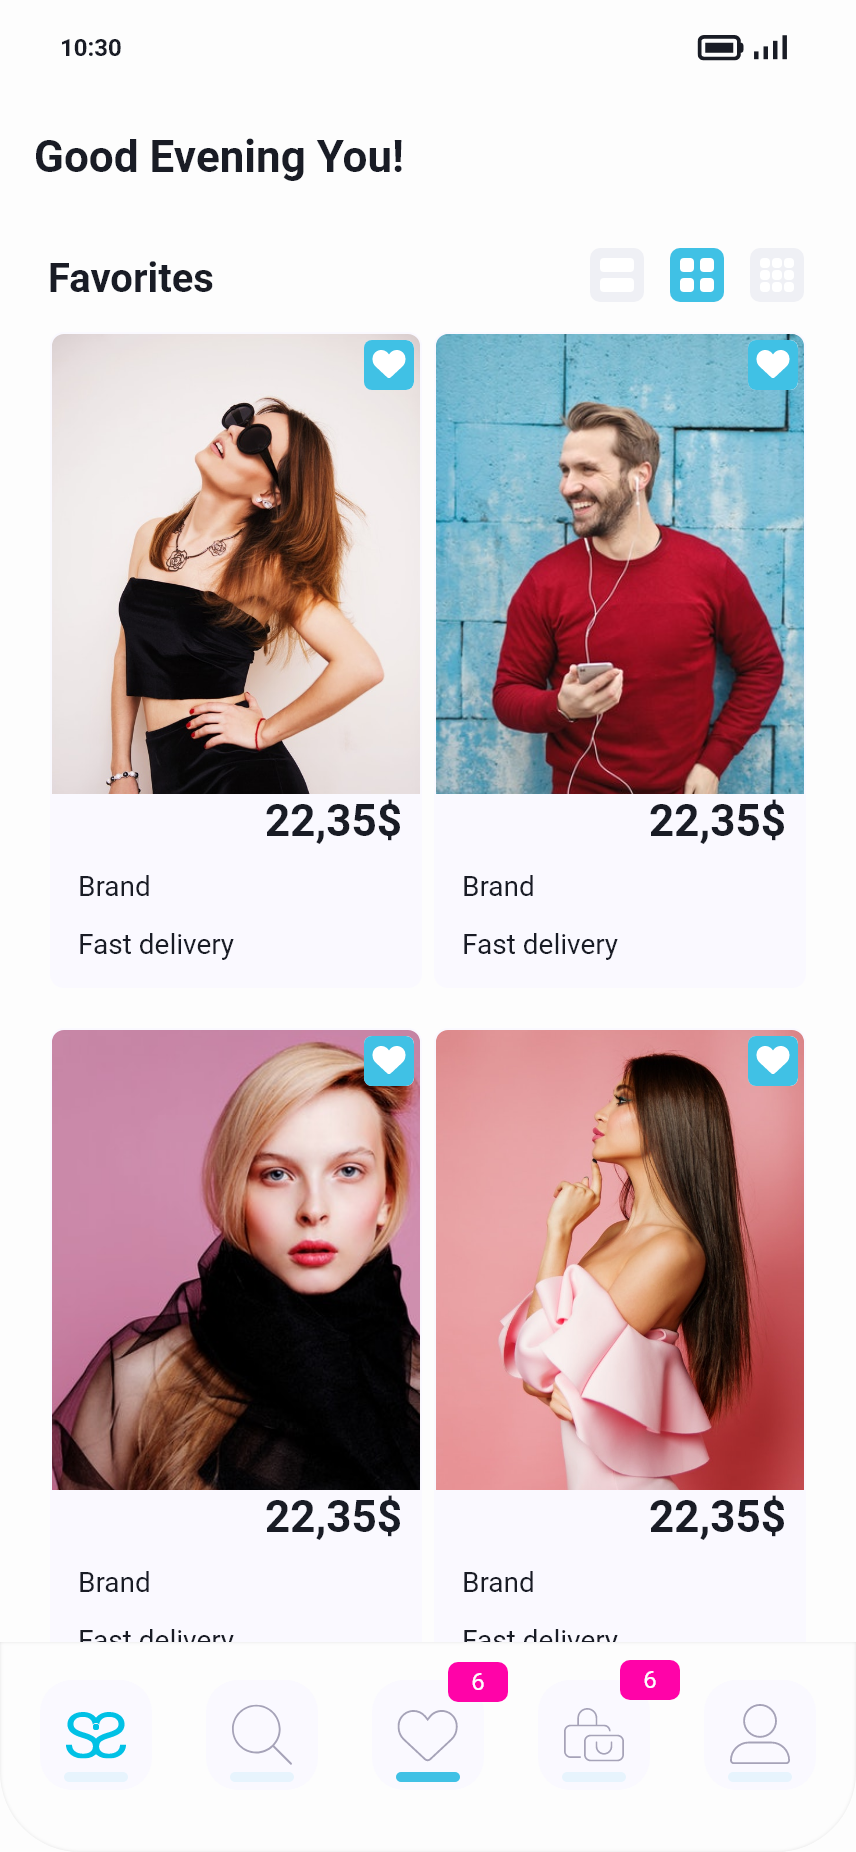 10:30
Good Evening You!
Favorites
22,35$
22,35$
Brand
Brand
Fast delivery
Fast delivery
22,35$
22,35$
Brand
Brand
Fast delivery
Fast delivery
6
6